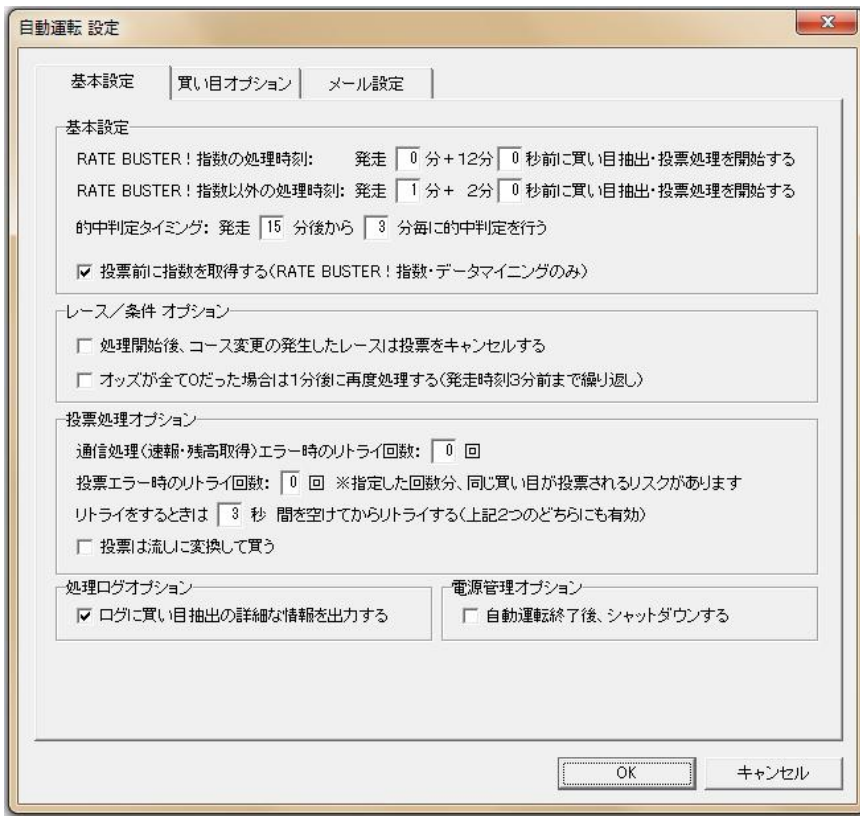 自動運転 設定
基本設定
買い目オプション
メール設定
基本設定
RATE BUSTER!指数の処理時刻: 発走 0 分+12分 0 秒前に買い目抽出・投票処理を開始する
RATE BUSTER!指数以外の処理時刻: 発走 1 分+ 2分 0 秒前に買い目抽出・投票処理を開始する
的中判定タイミング: 発走 15 分後から 3 分毎に的中判定を行う
投票前に指数を取得する(RATE BUSTER!指数・データマイニングのみ)
レース/条件 オプション
処理開始後、コース変更の発生したレースは投票をキャンセルする
オッズが全て0だった場合は1分後に再度処理する(発走時刻3分前まで繰り返し)
投票処理オプション
通信処理(速報・残高取得)エラー時のリトライ回数: 0 回
投票エラー時のリトライ回数: 0 回 ※指定した回数分、同じ買い目が投票されるリスクがあります
リトライをするときは 3 秒 間を空けてからリトライする(上記2つのどちらにも有効)
投票は流しに変換して買う
処理ログオプション
ログに買い目抽出の詳細な情報を出力する
電源管理オプション
自動運転終了後、シャットダウンする
OK
キャンセル